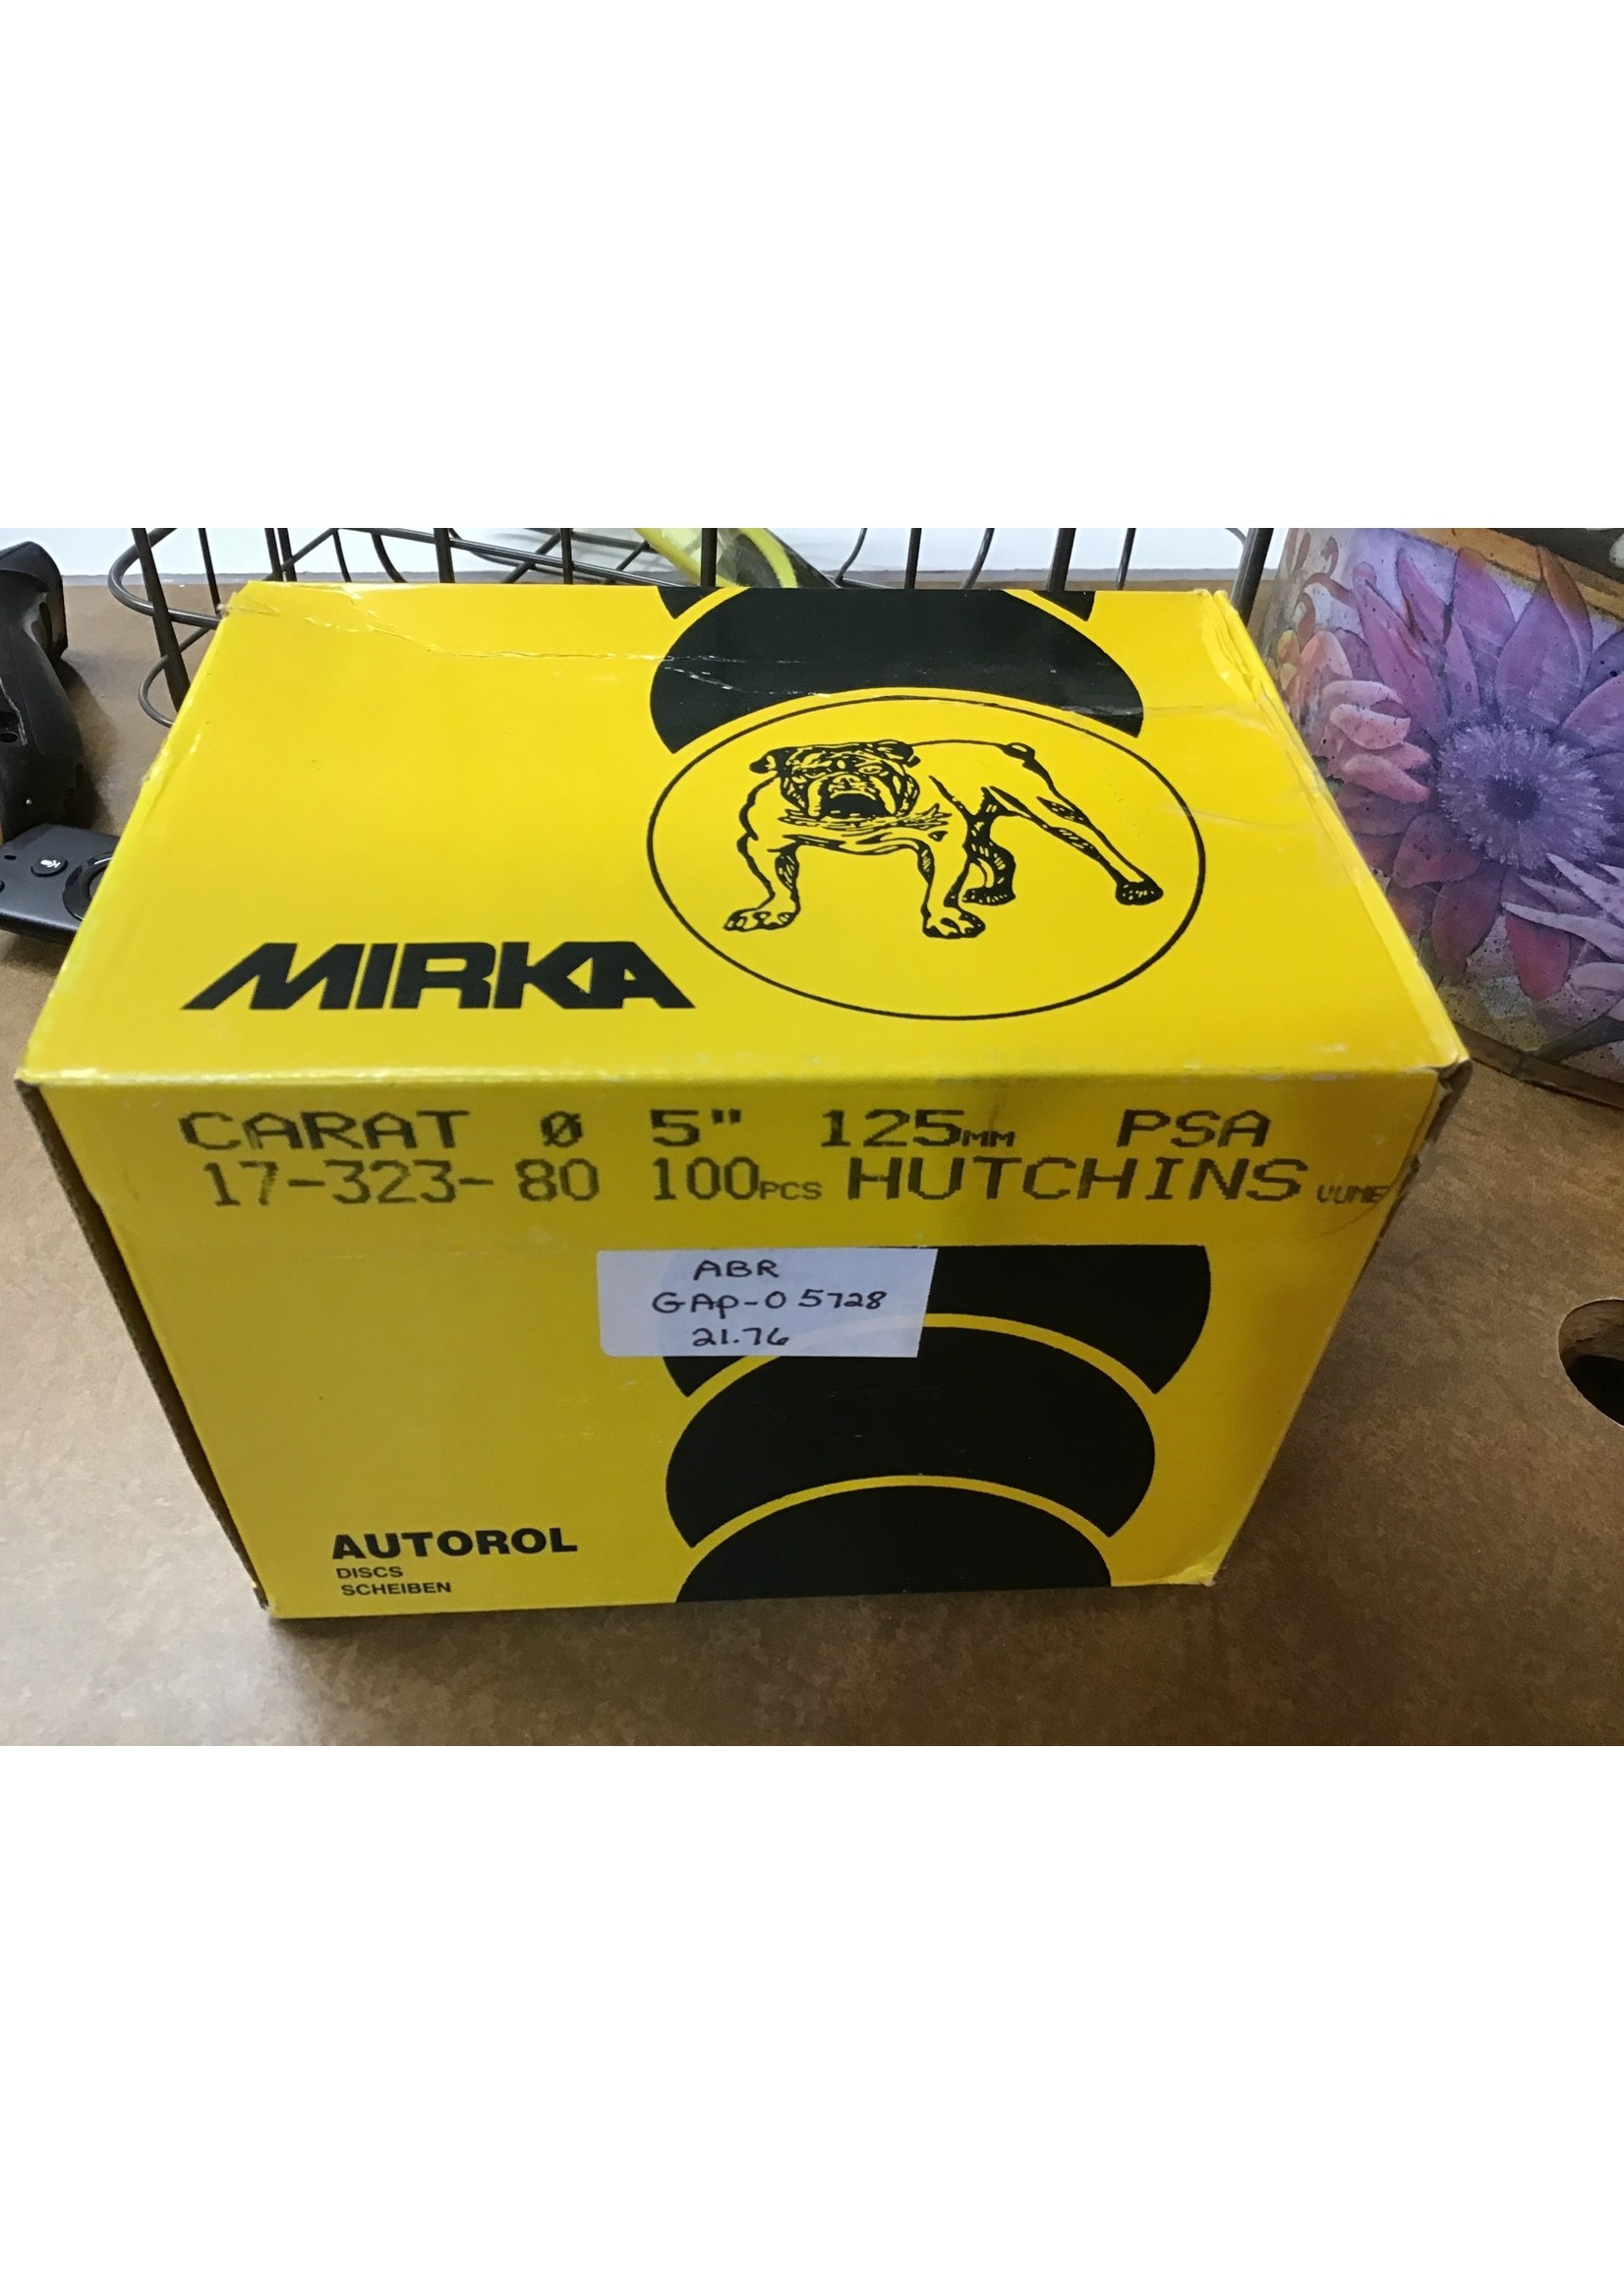 MIRKA
CARAT Ø 5" 125MM PSA
17-323-80 100PCS HUTCHINS
ABR
GAP-05728
21.76
AUTOROL
DISCS
SCHEIBEN